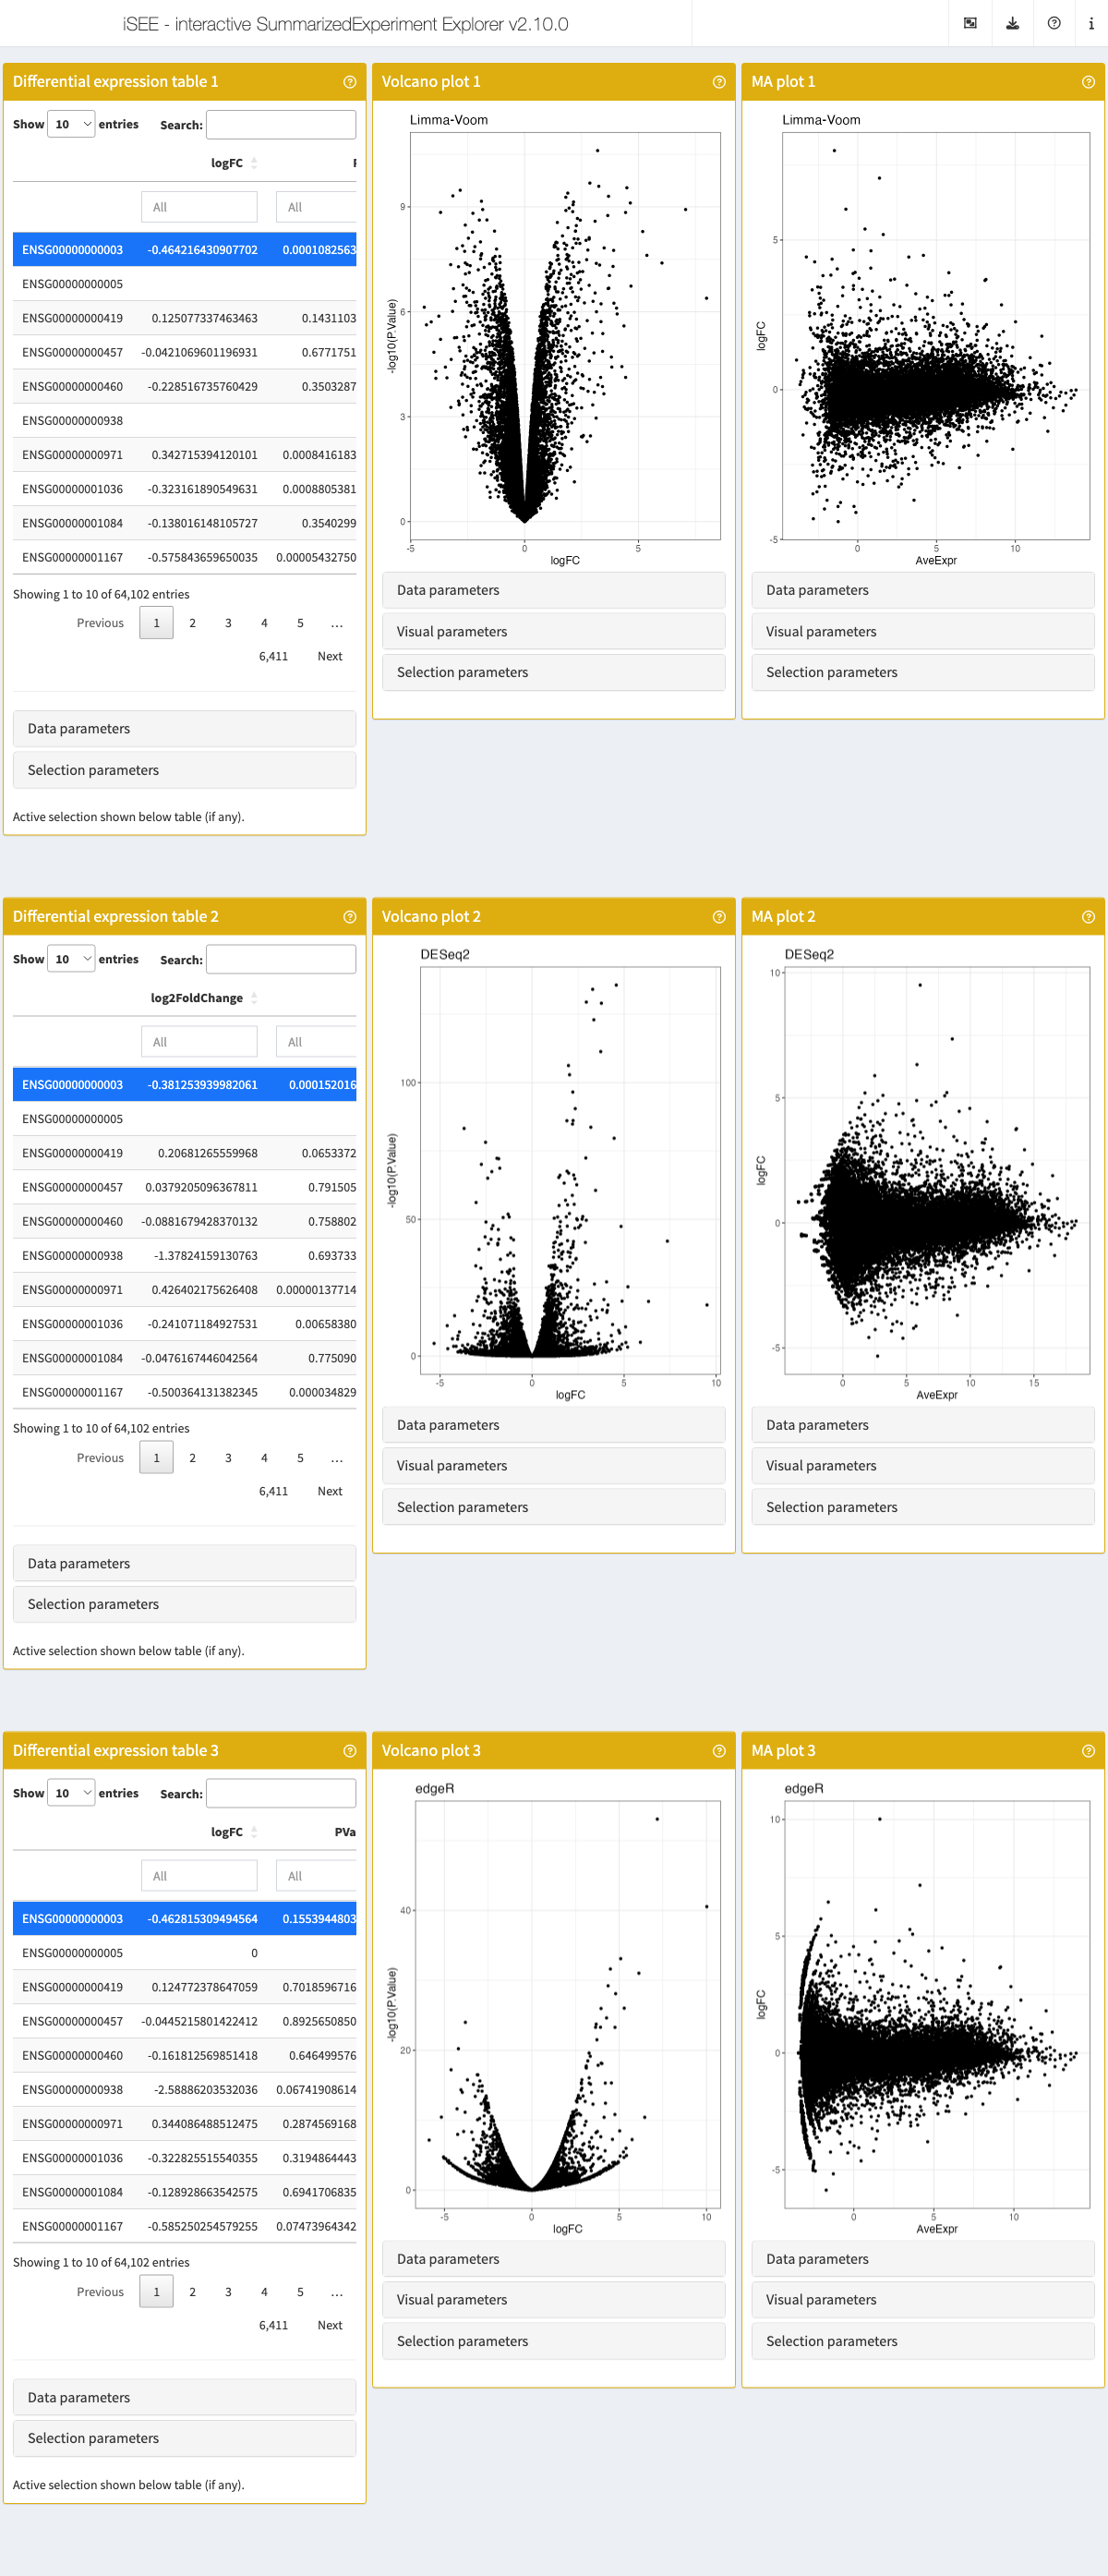 iSEE - interactive SummarizedExperiment Explorer v2.10.0
Differential expression table 1
Show 10 entries Search:
logFC
All All
ENSG00000000003 -0.464216430907702 0.0001082563
ENSG00000000005
ENSG00000000419 0.125077337463463 0.1431103
ENSG00000000457 -0.0421069601196931 0.6771751
ENSG00000000460 -0.228516735760429 0.3503287
ENSG00000000938
ENSG00000000971 0.342715394120101 0.0008416183
ENSG00000001036 -0.323161890549631 0.0008805381
ENSG00000001084 -0.138016148105727 0.3540299
ENSG00000001167 -0.575843659650035 0.00005432750
Showing 1 to 10 of 64,102 entries
Previous 1 2 3 4 5 …
6,411 Next
Data parameters
Selection parameters
Active selection shown below table (if any).
Volcano plot 1
Limma-Voom
-log10(P.Value)
9
6
3
0
-5 0 5
logFC
Data parameters
Visual parameters
Selection parameters
MA plot 1
Limma-Voom
logFC
5
0
-5
0 5 10
AveExpr
Data parameters
Visual parameters
Selection parameters
Differential expression table 2
Show 10 entries Search:
log2FoldChange
All All
ENSG00000000003 -0.381253939982061 0.000152016
ENSG00000000005
ENSG00000000419 0.20681265559968 0.0653372
ENSG00000000457 0.0379205096367811 0.791505
ENSG00000000460 -0.0881679428370132 0.758802
ENSG00000000938 -1.37824159130763 0.693733
ENSG00000000971 0.426402175626408 0.00000137714
ENSG00000001036 -0.241071184927531 0.00658380
ENSG00000001084 -0.0476167446042564 0.775090
ENSG00000001167 -0.500364131382345 0.000034829
Showing 1 to 10 of 64,102 entries
Previous 1 2 3 4 5 …
6,411 Next
Data parameters
Selection parameters
Active selection shown below table (if any).
Volcano plot 2
DESeq2
-log10(P.Value)
100
50
0
-5 0 5 10
logFC
Data parameters
Visual parameters
Selection parameters
MA plot 2
DESeq2
logFC
10
5
0
-5
0 5 10 15
AveExpr
Data parameters
Visual parameters
Selection parameters
Differential expression table 3
Show 10 entries Search:
logFC PVa
All All
ENSG00000000003 -0.462815309494564 0.1553944803
ENSG00000000005 0
ENSG00000000419 0.124772378647059 0.7018596716
ENSG00000000457 -0.0445215801422412 0.8925650850
ENSG00000000460 -0.161812569851418 0.646499576
ENSG00000000938 -2.58886203532036 0.06741908614
ENSG00000000971 0.344086488512475 0.2874569168
ENSG00000001036 -0.322825515540355 0.3194864443
ENSG00000001084 -0.128928663542575 0.6941706835
ENSG00000001167 -0.585250254579255 0.07473964342
Showing 1 to 10 of 64,102 entries
Previous 1 2 3 4 5 …
6,411 Next
Data parameters
Selection parameters
Active selection shown below table (if any).
Volcano plot 3
edgeR
-log10(P.Value)
40
20
0
-5 0 5 10
logFC
Data parameters
Visual parameters
Selection parameters
MA plot 3
edgeR
logFC
10
5
0
-5
0 5 10
AveExpr
Data parameters
Visual parameters
Selection parameters